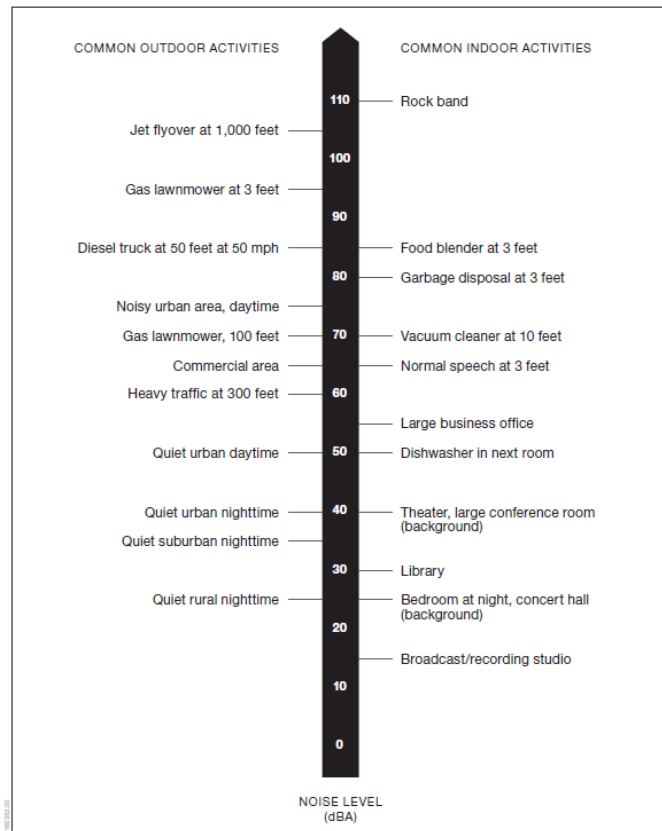 COMMON OUTDOOR ACTIVITIES
COMMON INDOOR ACTIVITIES
110
Rock band
Jet flyover at 1,000 feet
100
Gas lawnmower at 3 feet
90
Diesel truck at 50 feet at 50 mph
Food blender at 3 feet
80
Garbage disposal at 3 feet
Noisy urban area, daytime
Gas lawnmower, 100 feet
70
Vacuum cleaner at 10 feet
Commercial area
Normal speech at 3 feet
Heavy traffic at 300 feet
60
Large business office
Quiet urban daytime
50
Dishwasher in next room
Quiet urban nighttime
40
Theater, large conference room
(background)
Quiet suburban nighttime
30
Library
Quiet rural nighttime
Bedroom at night, concert hall
(background)
20
Broadcast/recording studio
10
0
NOISE LEVEL
(dBA)